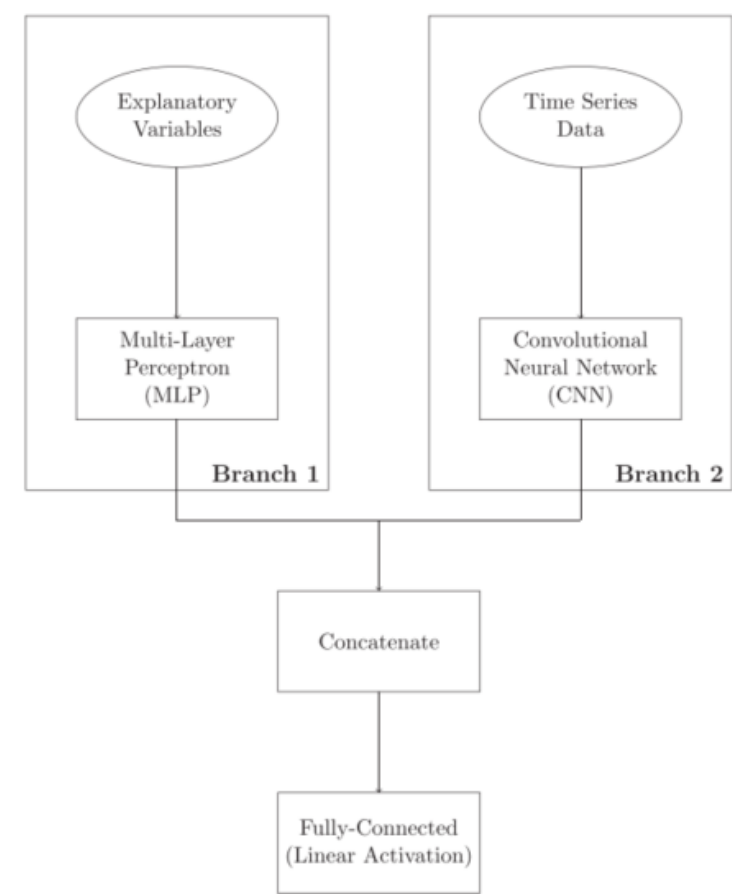 Explanatory
Variables
Time Series
Data
Multi-Layer
Perceptron
(MLP)
Convolutional
Neural Network
(CNN)
Branch 1
Branch 2
Concatenate
Fully-Connected
(Linear Activation)